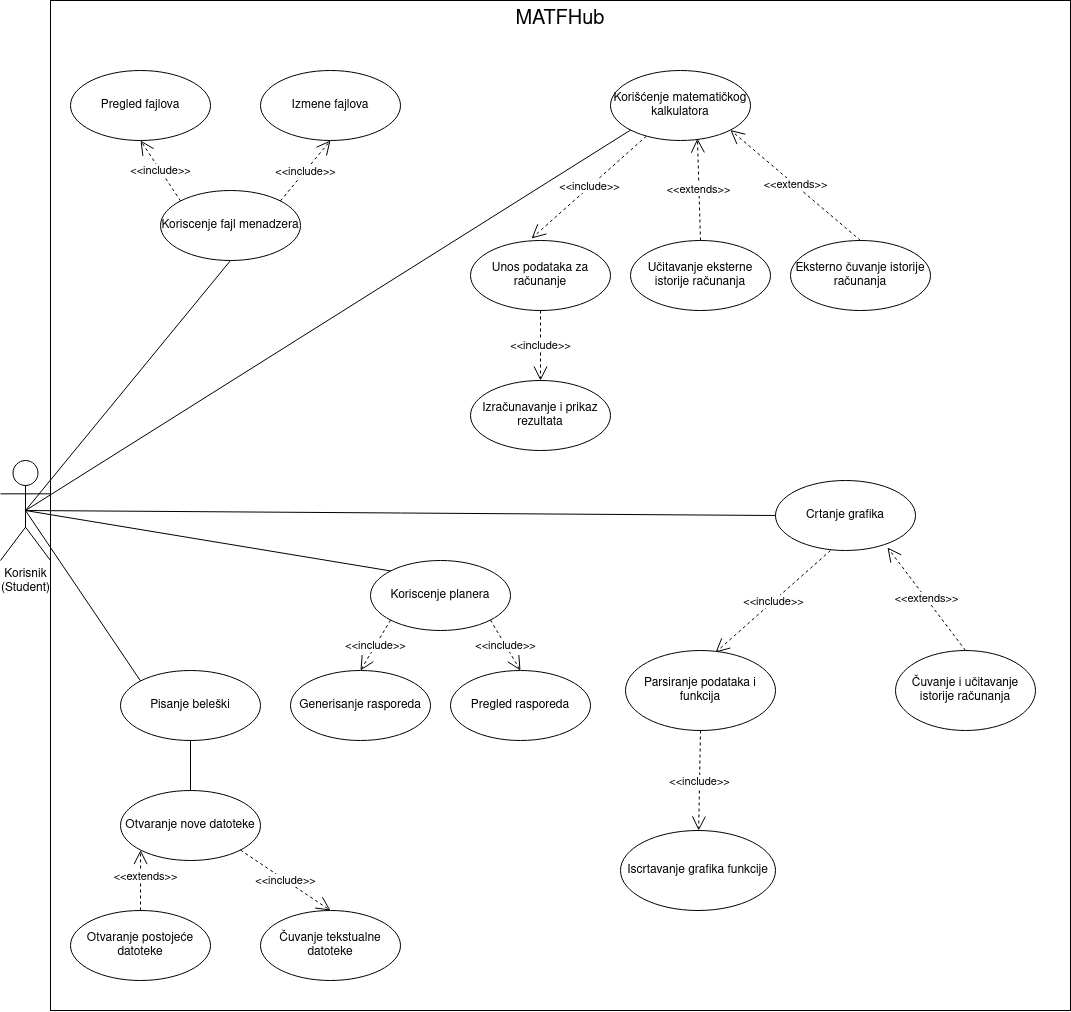 MATFHub
Pregled fajlova
Izmene fajlova
Korišćenje matematičkog
kalkulatora
<<include>>
<<include>>
<<include>>
<<extends>>
<<extends>>
Koriscenje fajl menadzera
Unos podataka za
računanje
Učitavanje eksterne
istorije računanja
Eksterno čuvanje istorije
računanja
<<include>>
Izračunavanje i prikaz
rezultata
Korisnik
(Student)
Crtanje grafika
Koriscenje planera
<<include>>
<<extends>>
<<include>>
<<include>>
Pisanje beleški
Generisanje rasporeda
Pregled rasporeda
Parsiranje podataka i
funkcija
Čuvanje i učitavanje
istorije računanja
<<include>>
Otvaranje nove datoteke
Iscrtavanje grafika funkcije
<<extends>>
<<include>>
Otvaranje postojeće
datoteke
Čuvanje tekstualne
datoteke